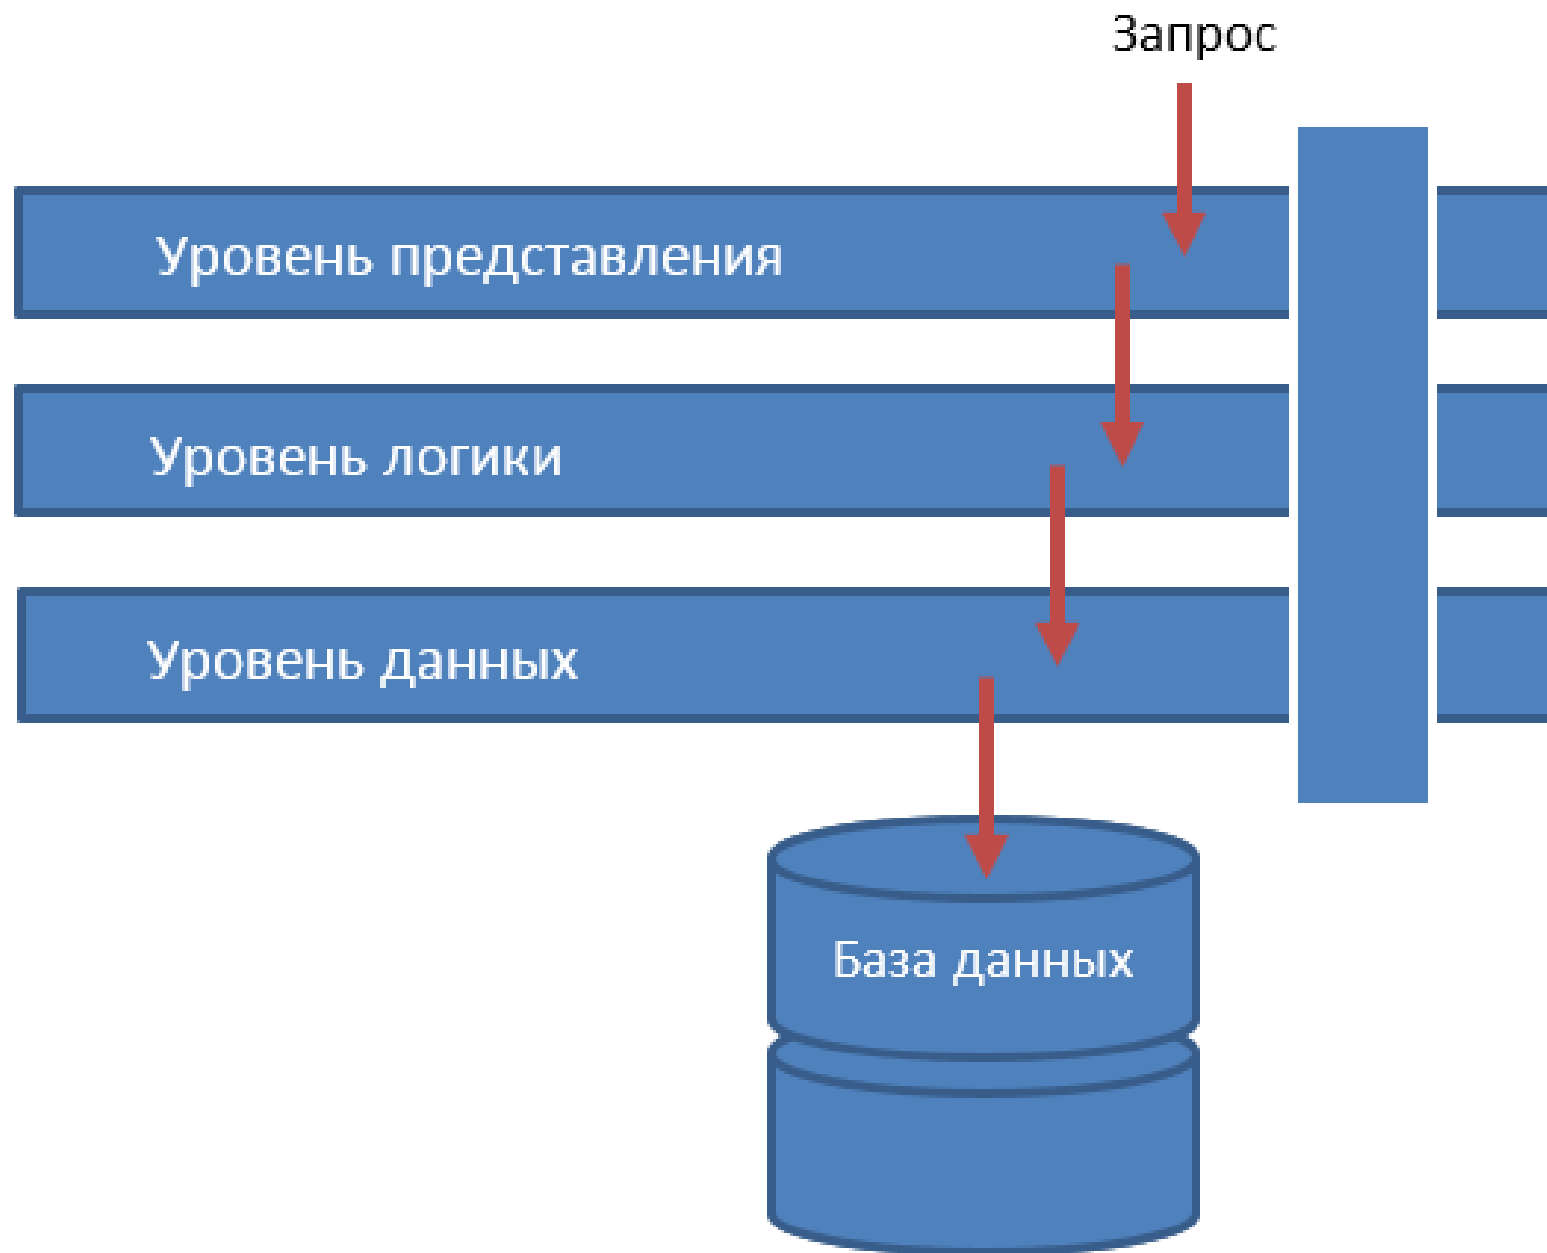 Запрос
Уровень представления
Уровень логики
Уровень данных
База данных